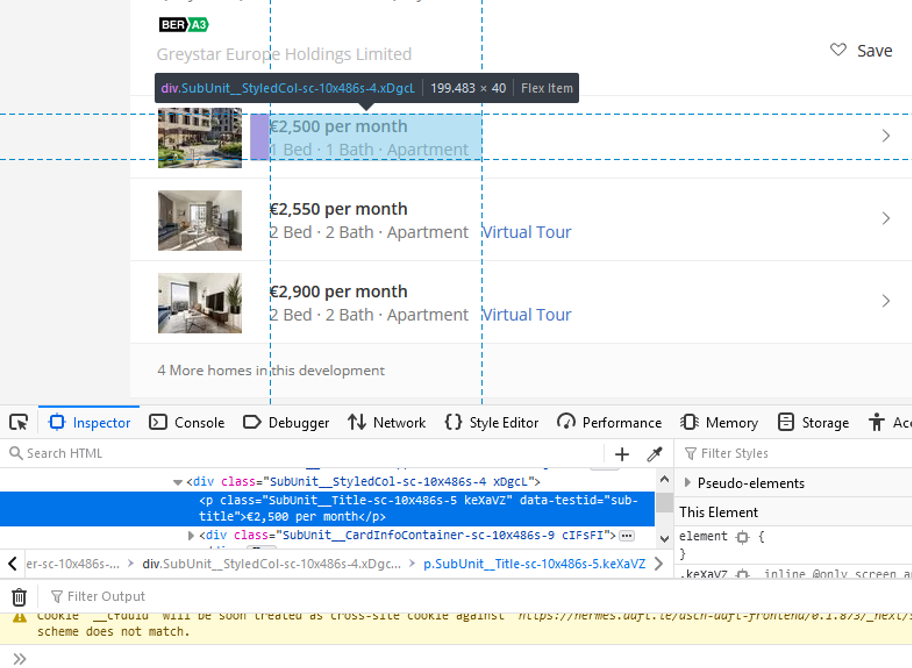 BER A3
Greystar Europe Holdings Limited
Save
div.SubUnit__StyledCol-sc-10x486s-4.xDgcL 199.483 × 40 Flex Item
€2,500 per month
1 Bed · 1 Bath · Apartment
€2,550 per month
2 Bed · 2 Bath · Apartment Virtual Tour
€2,900 per month
2 Bed · 2 Bath · Apartment Virtual Tour
4 More homes in this development
Inspector Console Debugger Network {} Style Editor Performance Memory Storage Acc
Search HTML + Filter Styles
<div class="SubUnit__StyledCol-sc-10x486s-4 xDgcL">
Pseudo-elements
<p class="SubUnit__Title-sc-10x486s-5 keXaVZ" data-testid="sub-
title">€2,500 per month</p>
This Element
<div class="SubUnit__CardInfoContainer-sc-10x486s-9 cIFsFI">
element {
}
er-sc-10x486s-... div.SubUnit__StyledCol-sc-10x486s-4.xDgc... p.SubUnit__Title-sc-10x486s-5.keXaVZ
.keXaVZ inline @only screen a
Filter Output
Cookie "__cfduid" will be soon treated as cross-site cookie against "https://hermes.daft.ie/dsch-daft-frontend/0.1.873/_next/s
scheme does not match.